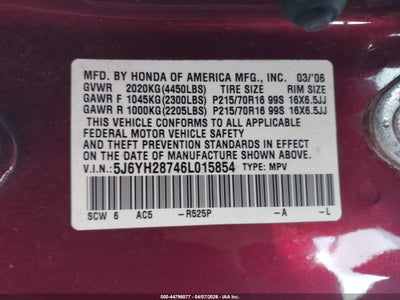 MFD. BY HONDA OF AMERICA MFG., INC. 03/'06
GVWR 2020KG(4450LBS) TIRE SIZE RIM SIZE
GAWR F 1045KG(2300LBS) P215/70R16 99S 16X6.5JJ
GAWR R 1000KG(2205LBS) P215/70R16 99S 16X6.5JJ
THIS VEHICLE CONFORMS TO ALL APPLICABLE
FEDERAL MOTOR VEHICLE SAFETY
AND THEFT PREVENTION STANDARDS IN EFFECT ON
THE DATE OF MANUFACTURE SHOWN ABOVE.
V.I.N.: 5J6YH28746L015854 TYPE: MPV
SCW 6 AC5 -R525P -A -L
000-44796077 - 04/07/2026 - IAA Inc.